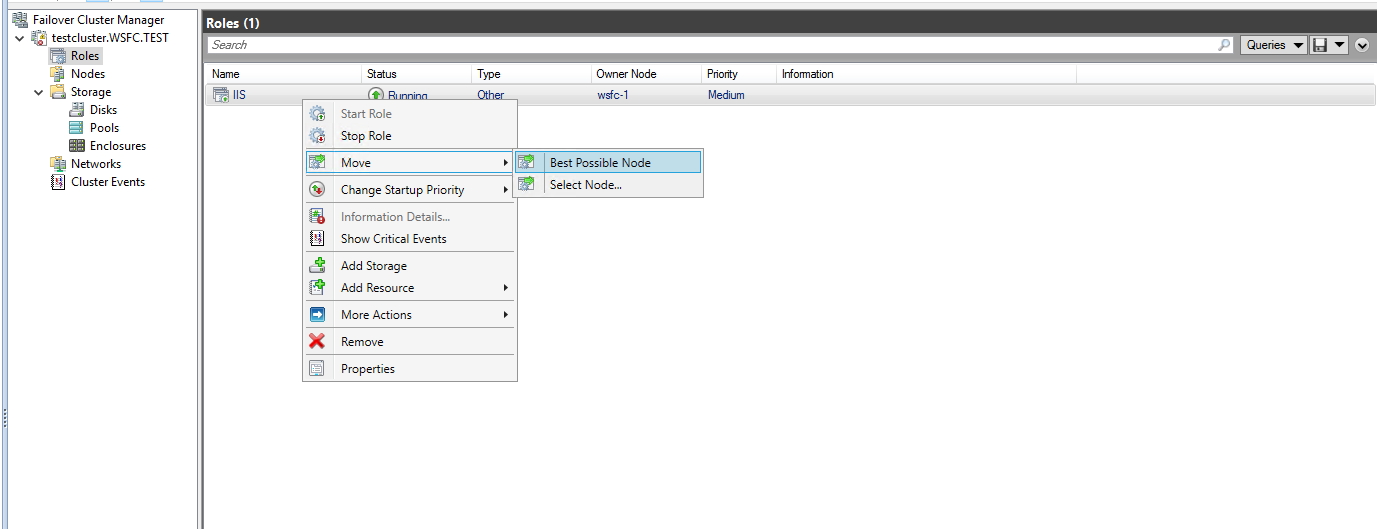 Failover Cluster Manager
testcluster.WSFC.TEST
Roles
Nodes
Storage
Disks
Pools
Enclosures
Networks
Cluster Events
Roles (1)
Search
Queries
Name Status Type Owner Node Priority Information
IIS Running Other wsfc-1 Medium
Start Role
Stop Role
Move
Best Possible Node
Select Node...
Change Startup Priority
Information Details...
Show Critical Events
Add Storage
Add Resource
More Actions
Remove
Properties